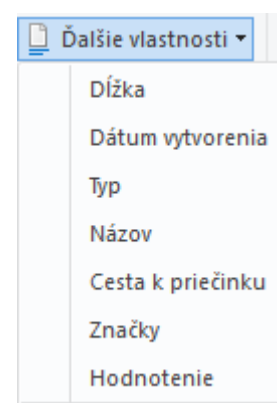 Ďalšie vlastnosti
Dĺžka
Dátum vytvorenia
Typ
Názov
Cesta k priečinku
Značky
Hodnotenie